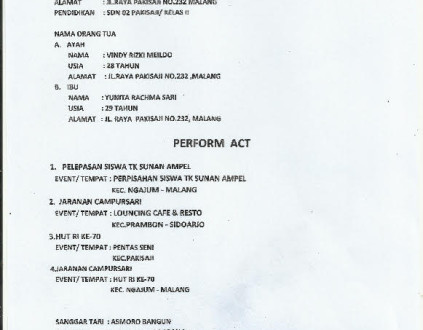 ALAMAT : JL.RAYA PAKISAJI NO.232 MALANG
PENDIDIKAN : SDN 02 PAKISAJI/ KELAS II
NAMA ORANG TUA
A. AYAH
NAMA : VINDY RIZKI MEILDO
USIA : 28 TAHUN
ALAMAT : JL.RAYA PAKISAJI NO.232 ,MALANG
B. IBU
NAMA : YUNITA RACHMA SARI
USIA : 29 TAHUN
ALAMAT : JL. RAYA PAKISAJI NO.232, MALANG
PERFORM ACT
1. PELEPASAN SISWA TK SUNAN AMPEL
EVENT/ TEMPAT : PERPISAHAN SISWA TK SUNAN AMPEL
KEC. NGAJUM - MALANG
2. JARANAN CAMPURSARI
EVENT/ TEMPAT : LOUNCING CAFE & RESTO
KEC.PRAMBON - SIDOARJO
3.HUT RI KE-70
EVENT/ TEMPAT : PENTAS SENI
KEC.PAKISAJI
4.JARANAN CAMPURSARI
EVENT/ TEMPAT : HUT RI KE-70
KEC. NGAJUM - MALANG
SANGGAR TARI : ASMORO BANGUN